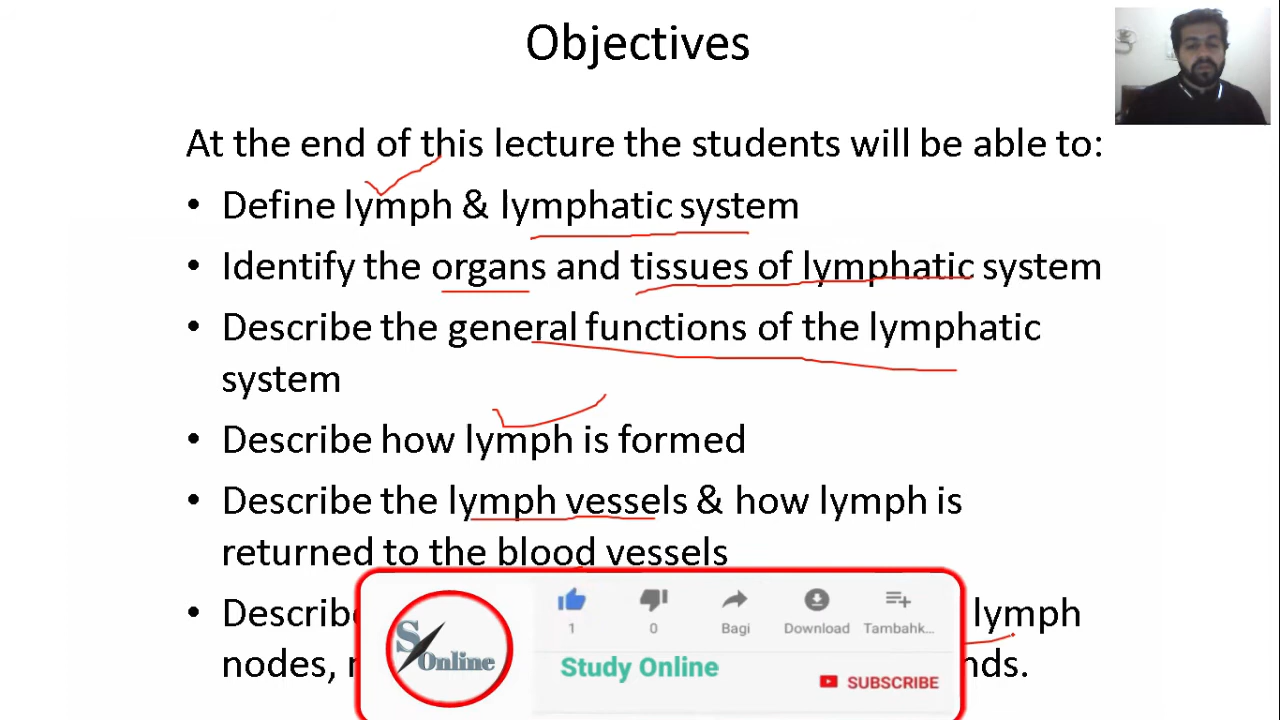 Objectives
At the end of this lecture the students will be able to:
• Define lymph & lymphatic system
• Identify the organs and tissues of lymphatic system
• Describe the general functions of the lymphatic
system
• Describe how lymph is formed
• Describe the lymph vessels & how lymph is
returned to the blood vessels
• Describe lymph
nodes,
1 0 Bagi Download Tambahk...
S Online
Study Online
SUBSCRIBE